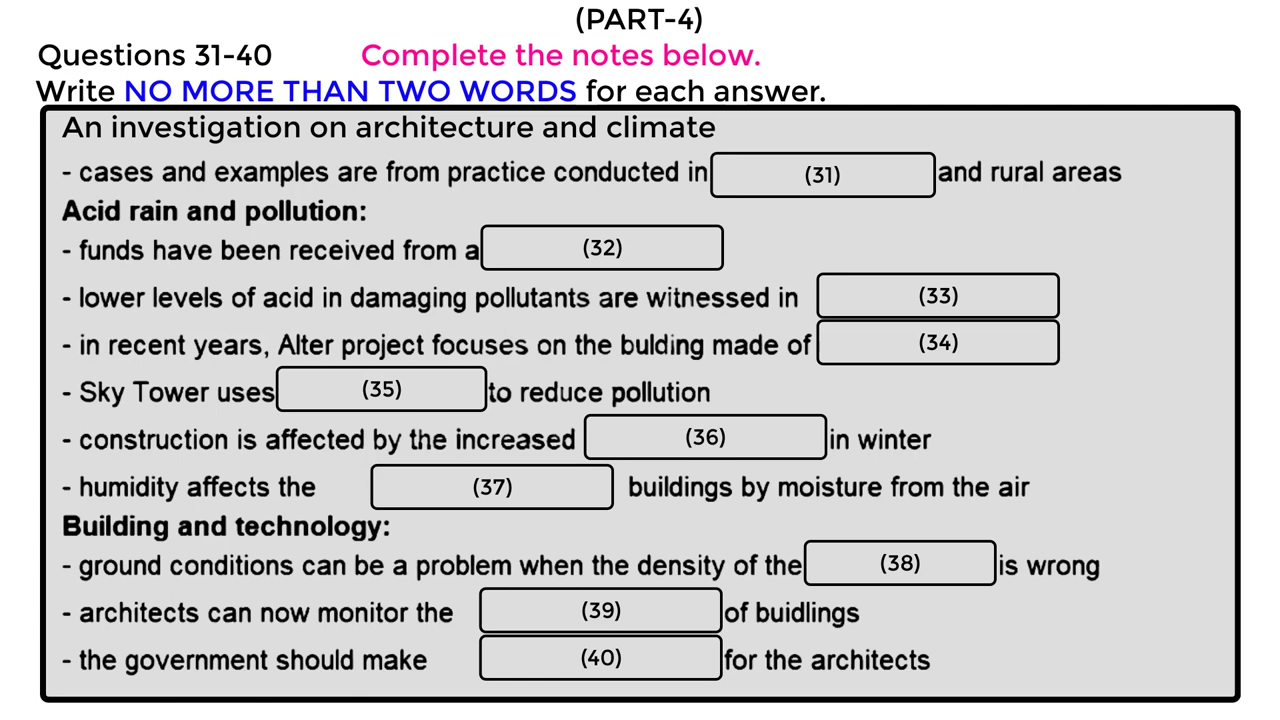 (PART-4)
Questions 31-40 Complete the notes below.
Write NO MORE THAN TWO WORDS for each answer.
An investigation on architecture and climate
- cases and examples are from practice conducted in (31) and rural areas
Acid rain and pollution:
- funds have been received from a (32)
- lower levels of acid in damaging pollutants are witnessed in (33)
- in recent years, Alter project focuses on the bulding made of (34)
- Sky Tower uses (35) to reduce pollution
- construction is affected by the increased (36) in winter
- humidity affects the (37) buildings by moisture from the air
Building and technology:
- ground conditions can be a problem when the density of the (38) is wrong
- architects can now monitor the (39) of buidlings
- the government should make (40) for the architects